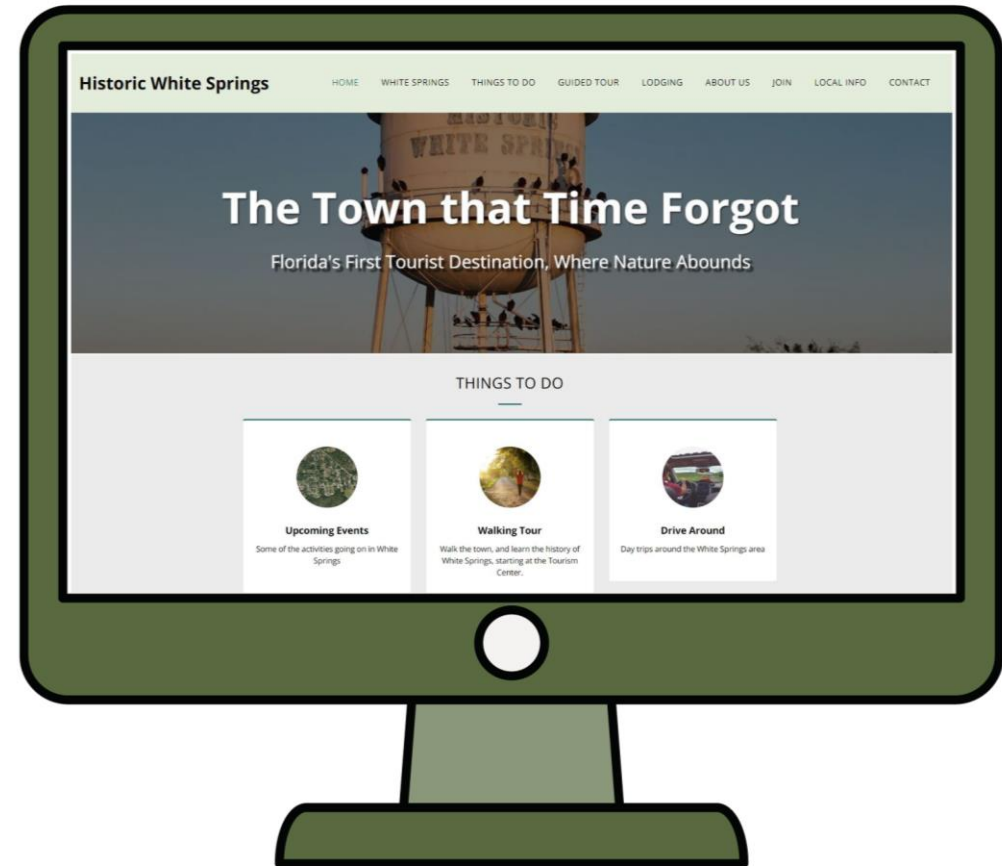 Historic White Springs
HOME WHITE SPRINGS THINGS TO DO GUIDED TOUR LODGING ABOUT US JOIN LOCAL INFO CONTACT
HISTORIC
WHITE SPRINGS
The Town that Time Forgot
Florida's First Tourist Destination, Where Nature Abounds
THINGS TO DO
Upcoming Events
Some of the activities going on in White
Springs
Walking Tour
Walk the town, and learn the history of
White Springs, starting at the Tourism
Center.
Drive Around
Day trips around the White Springs area